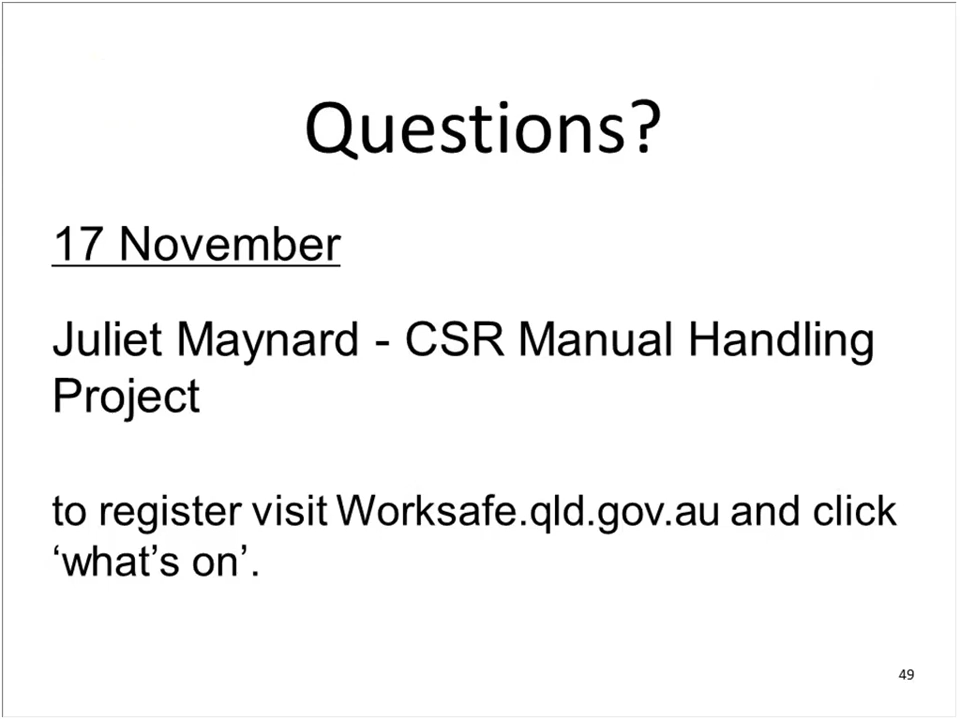 Questions?
17 November
Juliet Maynard - CSR Manual Handling
Project
to register visit Worksafe.qld.gov.au and click
‘what’s on’.
49